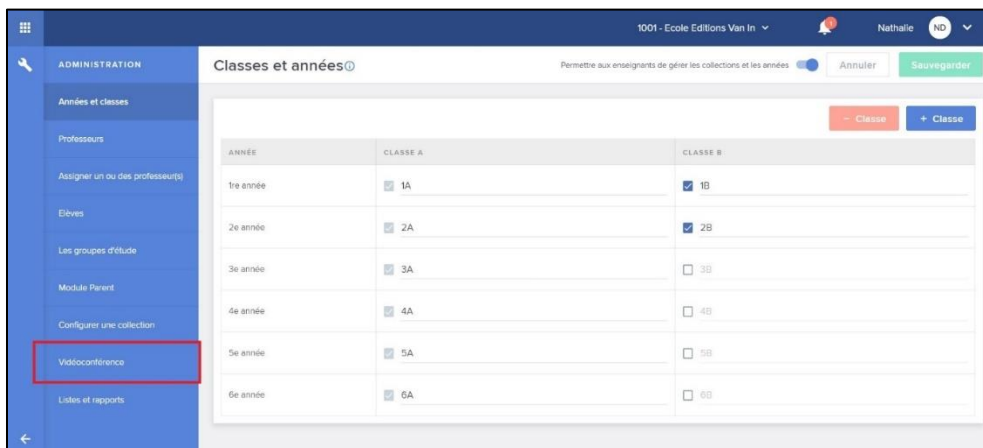 1001 - Ecole Editions Van In
1
Nathalie
ND
ADMINISTRATION
Années et classes
Professeurs
Assigner un ou des professeur(s)
Elèves
Les groupes d'étude
Module Parent
Configurer une collection
Vidéoconférence
Listes et rapports
Classes et années
Permettre aux enseignants de gérer les collections et les années
Annuler
Sauvegarder
− Classe
+ Classe
ANNÉE CLASSE A CLASSE B
1re année 1A 1B
2e année 2A 2B
3e année 3A 3B
4e année 4A 4B
5e année 5A 5B
6e année 6A 6B